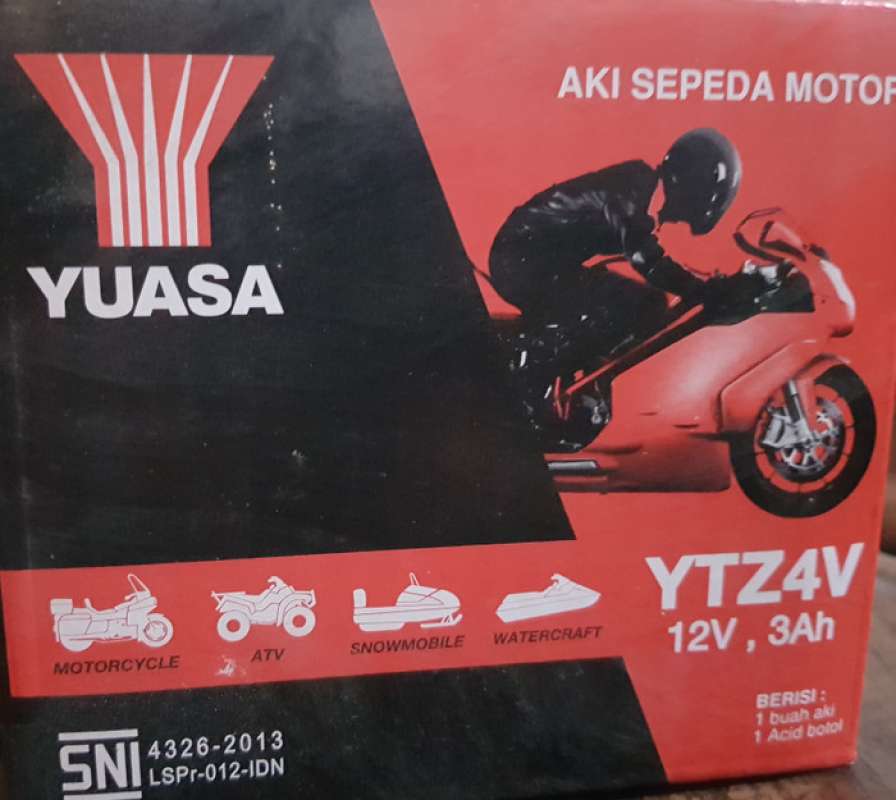 YUASA
AKI SEPEDA MOTOR
MOTORCYCLE
ATV
SNOWMOBILE
WATERCRAFT
YTZ4V
12V , 3Ah
BERISI :
1 buah aki
1 Acid botol
SNI
4326-2013
LSPr-012-IDN